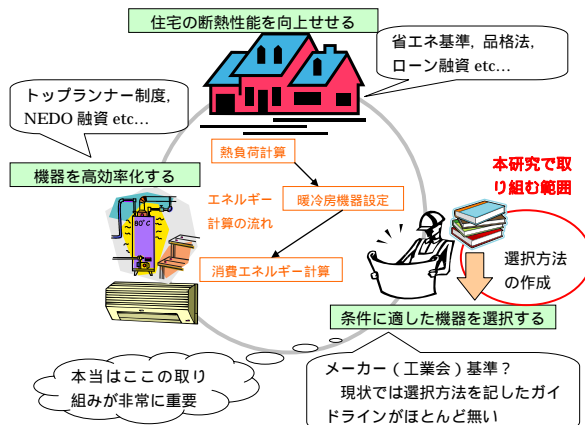 住宅の断熱性能を向上せせる
省エネ基準, 品格法,
ローン融資 etc…
トップランナー制度,
NEDO 融資 etc…
熱負荷計算
機器を高効率化する
本研究で取
り組む範囲
エネルギー
計算の流れ
暖冷房機器設定
80°C
選択方法
の作成
消費エネルギー計算
条件に適した機器を選択する
本当はここの取り
組みが非常に重要
メーカー（工業会）基準？
現状では選択方法を記したガイ
ドラインがほとんど無い